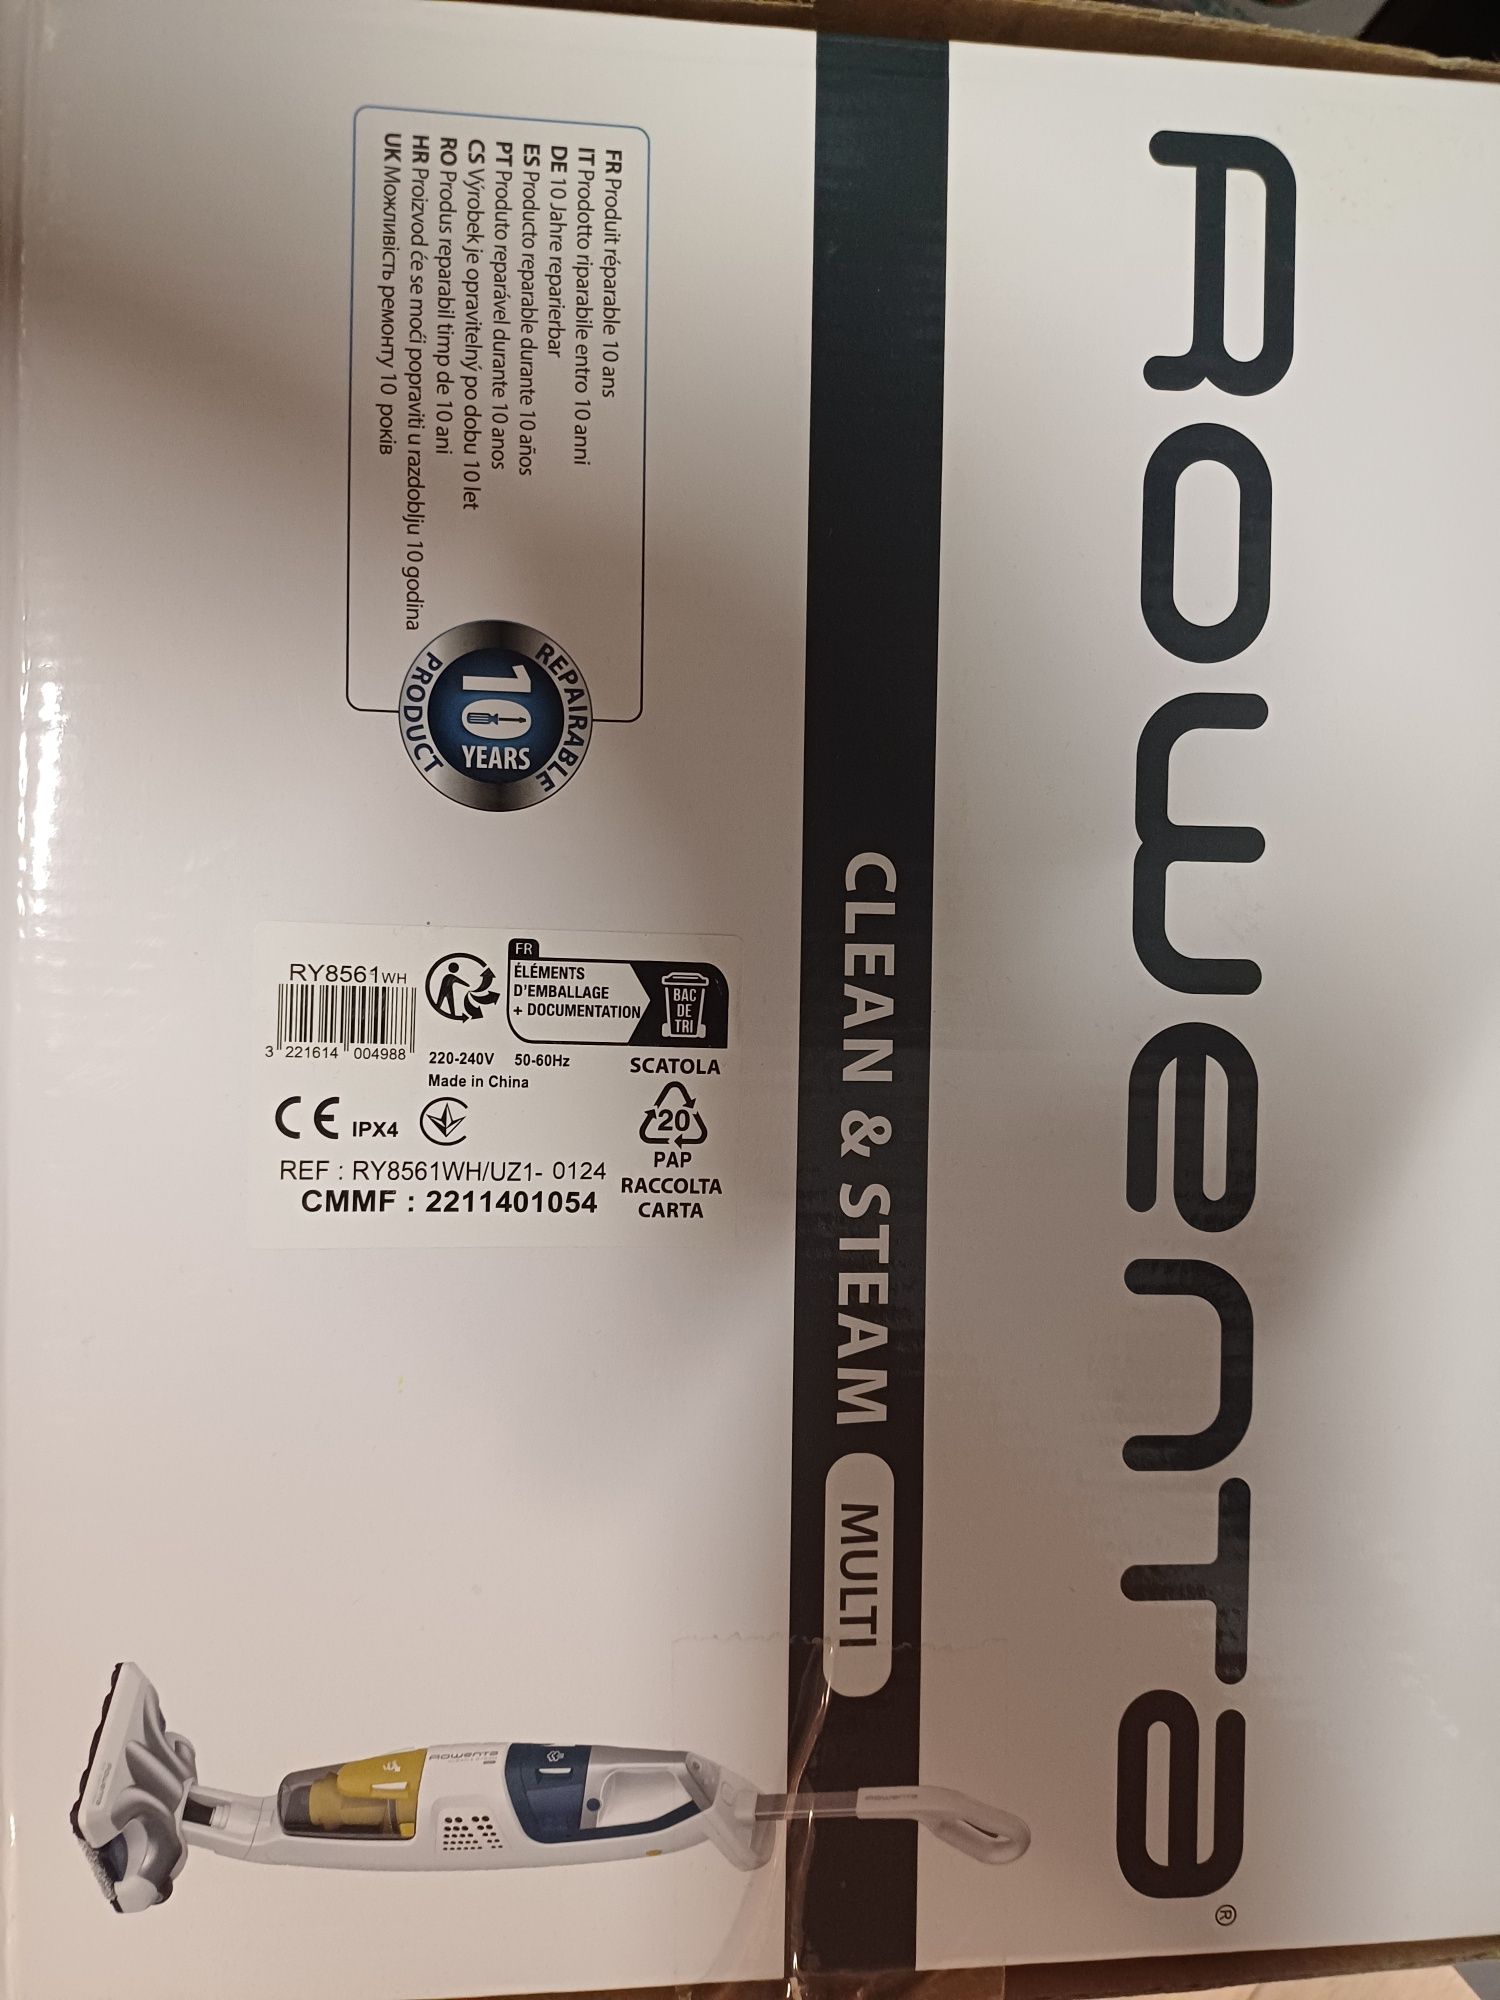 Rowenta®
CLEAN & STEAM MULTI
FR Produit réparable 10 ans
IT Prodotto riparabile entro 10 anni
DE 10 Jahre reparierbar
ES Producto reparable durante 10 años
PT Produto reparável durante 10 anos
CS Výrobek je opravitelný po dobu 10 let
RO Produs reparabil timp de 10 ani
HR Proizvod će se moći popraviti u razdoblju 10 godina
UK Можливість ремонту 10 років
REPAIRABLE
10
YEARS
PRODUCT
RY8561WH
3 221614 004988
FR
ÉLÉMENTS
D'EMBALLAGE
+ DOCUMENTATION
BAC
DE
TRI
220-240V 50-60Hz
Made in China
CE IPX4
REF : RY8561WH/UZ1- 0124
CMMF : 2211401054
SCATOLA
20
PAP
RACCOLTA
CARTA
Rowenta
Rowenta
Rowenta